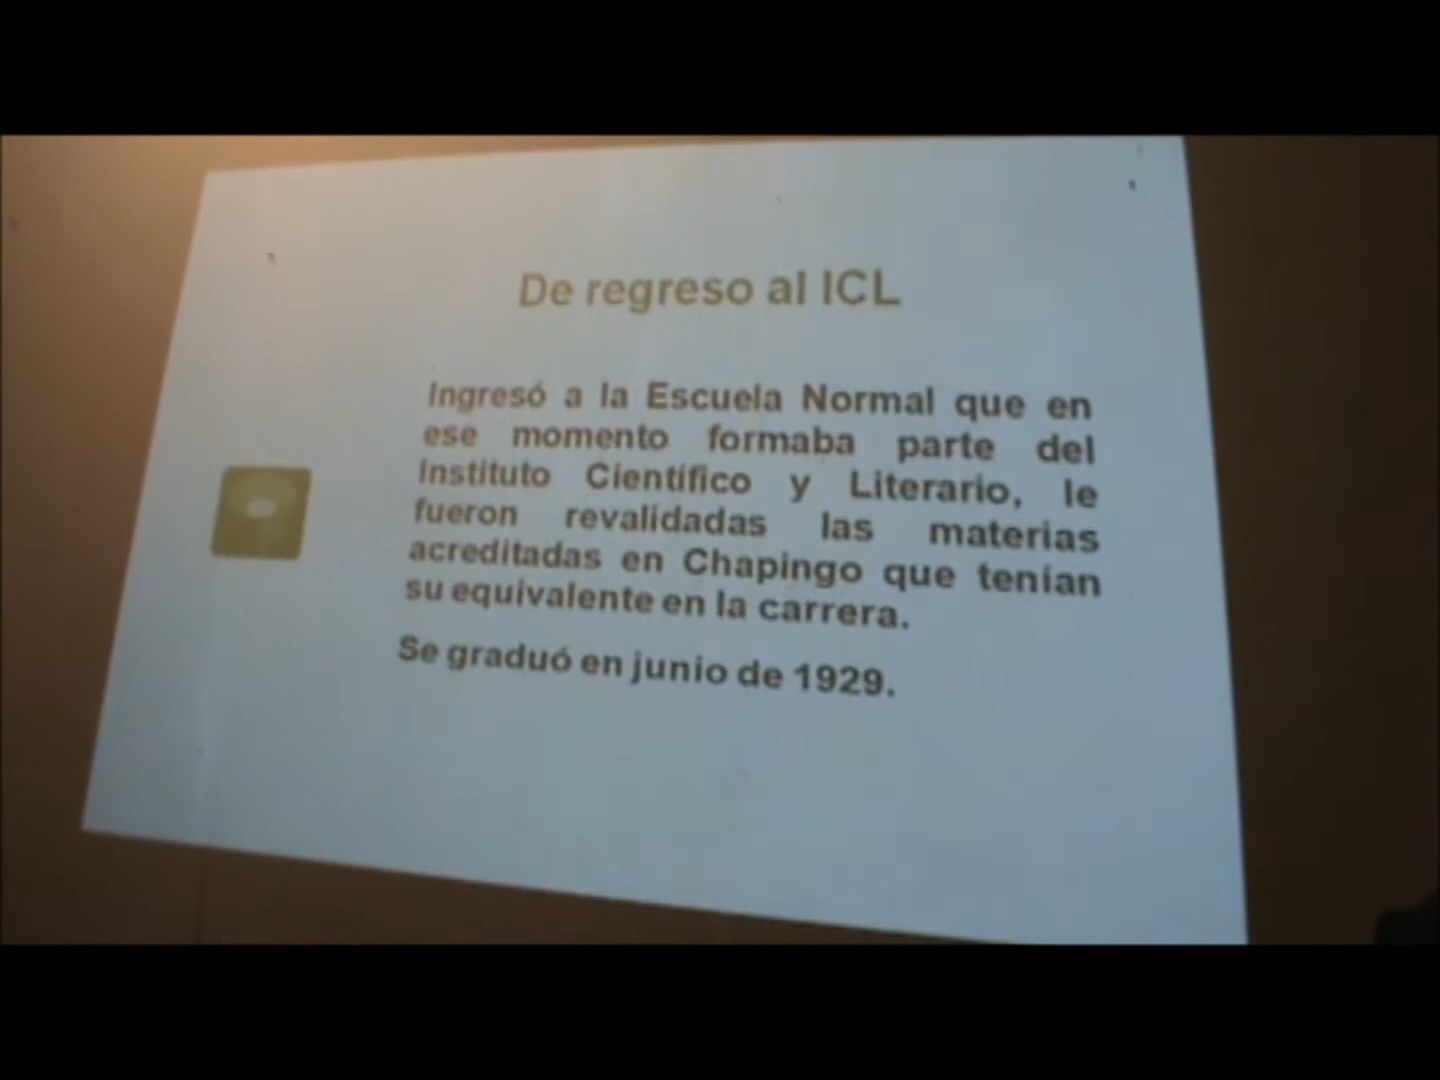 De regreso al ICL
Ingresó a la Escuela Normal que en
ese momento formaba parte del
Instituto Científico y Literario, le
fueron revalidadas las materias
acreditadas en Chapingo que tenían
su equivalente en la carrera.
Se graduó en junio de 1929.